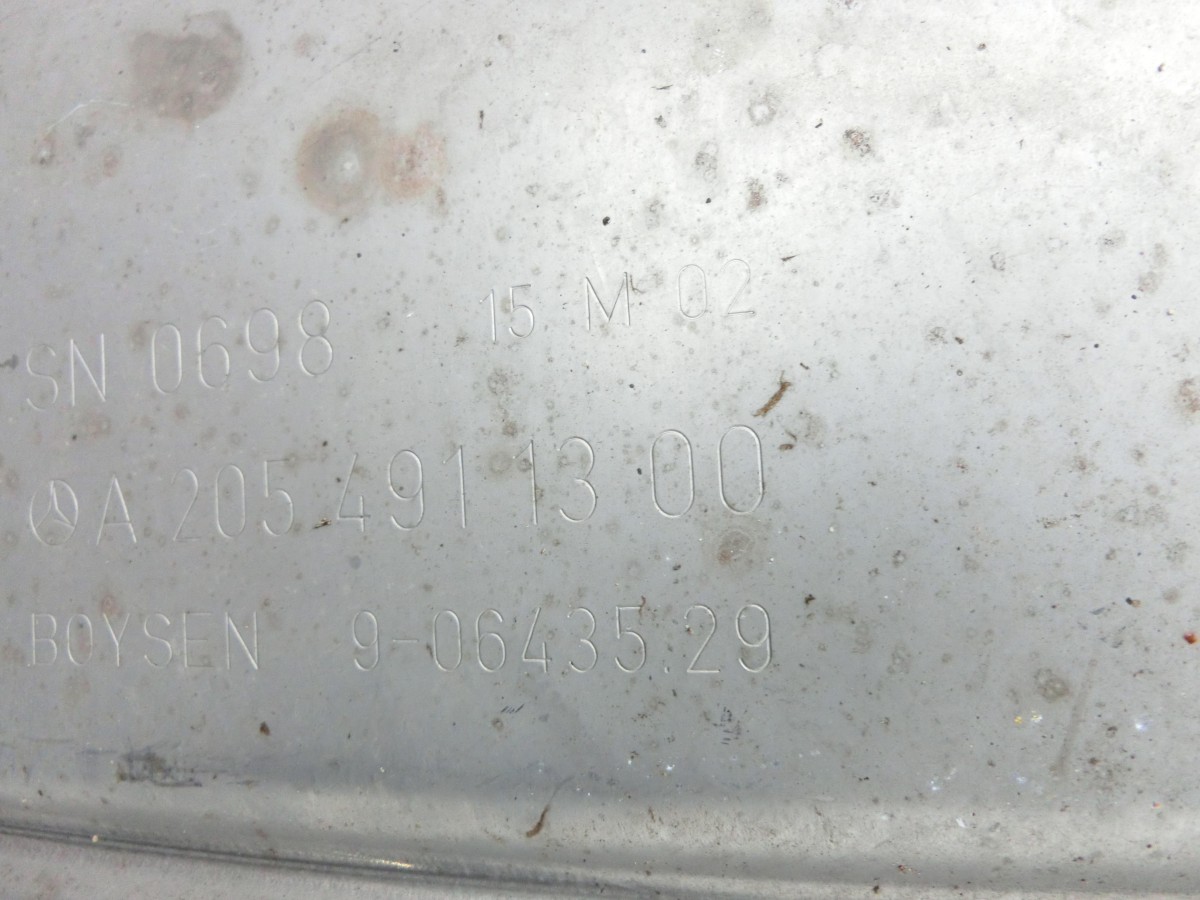 SN 0698 15 M 02
A 205 491 13 00
BOYSEN 9-06435.29